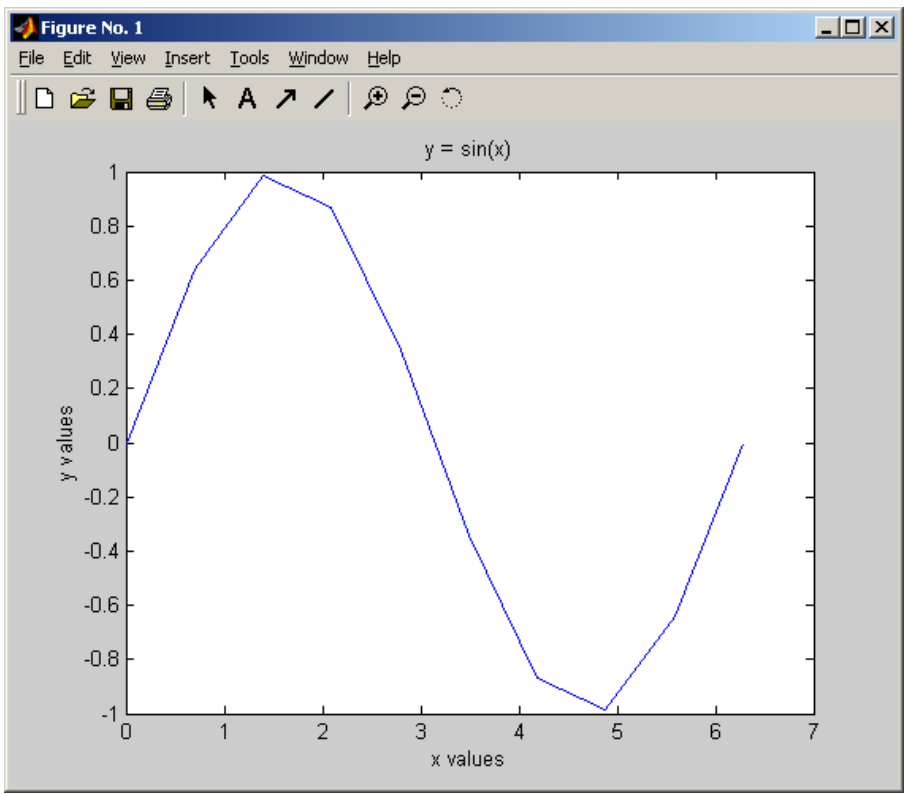 Figure No. 1
File Edit View Insert Tools Window Help
A
y = sin(x)
1
0.8
0.6
0.4
0.2
0
-0.2
-0.4
-0.6
-0.8
-1
y values
0 1 2 3 4 5 6 7
x values